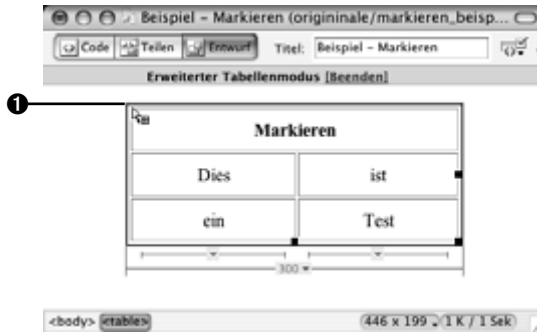 Beispiel – Markieren (origininale/markieren_beisp...
Code Teilen Entwurf Titel: Beispiel – Markieren
Erweiterter Tabellenmodus [Beenden]
1
Markieren
Dies ist
ein Test
300
<body> <table> 446 x 199 1 K / 1 Sek